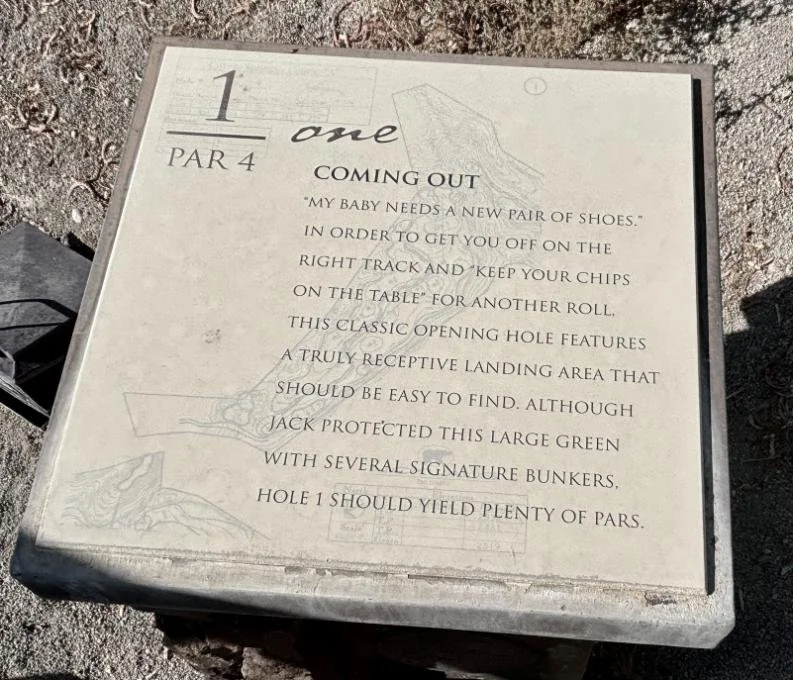 1
one
PAR 4
COMING OUT
"MY BABY NEEDS A NEW PAIR OF SHOES."
IN ORDER TO GET YOU OFF ON THE
RIGHT TRACK AND "KEEP YOUR CHIPS
ON THE TABLE" FOR ANOTHER ROLL,
THIS CLASSIC OPENING HOLE FEATURES
A TRULY RECEPTIVE LANDING AREA THAT
SHOULD BE EASY TO FIND. ALTHOUGH
JACK PROTECTED THIS LARGE GREEN
WITH SEVERAL SIGNATURE BUNKERS,
HOLE 1 SHOULD YIELD PLENTY OF PARS.